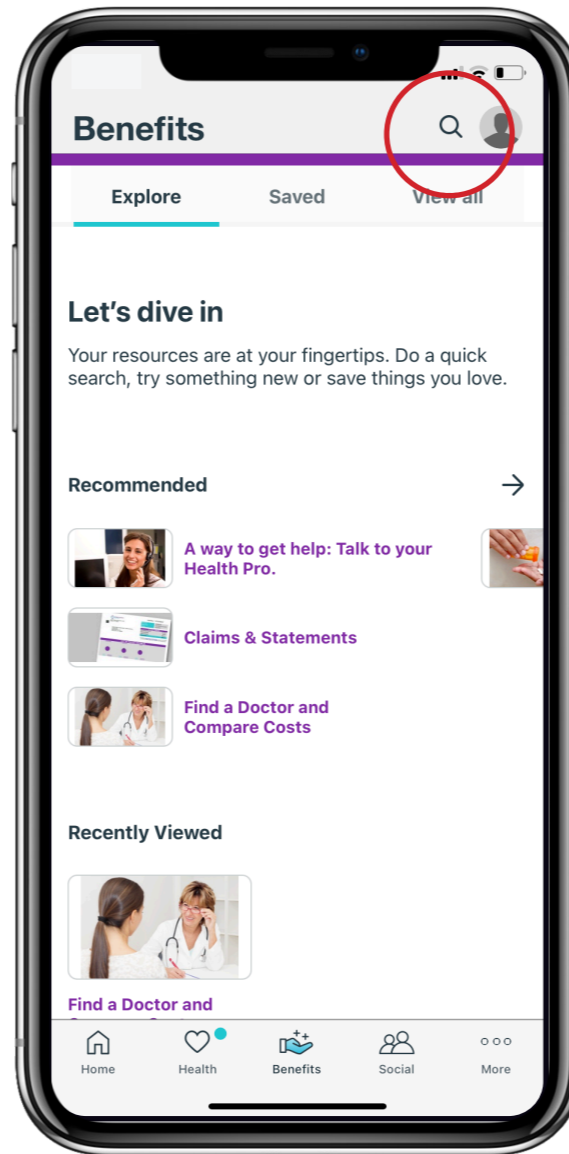 Benefits
Explore
Saved
View all
Let's dive in
Your resources are at your fingertips. Do a quick
search, try something new or save things you love.
Recommended
A way to get help: Talk to your
Health Pro.
Claims & Statements
Find a Doctor and
Compare Costs
Recently Viewed
Find a Doctor and
Home
Health
Benefits
Social
More